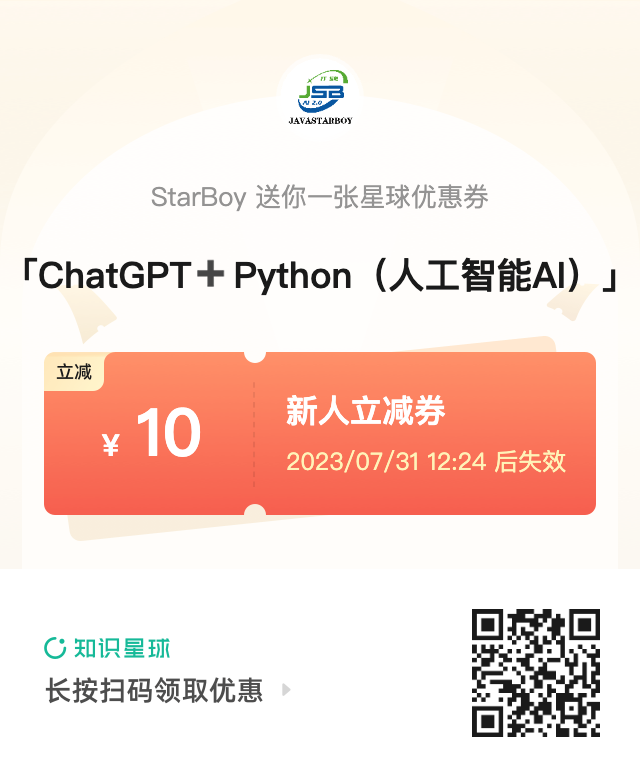 IT·星球
JSB
AI 2.0
JAVASTARBOY
StarBoy 送你一张星球优惠券
「ChatGPT➕Python（人工智能AI）」
立减
¥ 10
新人立减券
2023/07/31 12:24 后失效
知识星球
长按扫码领取优惠